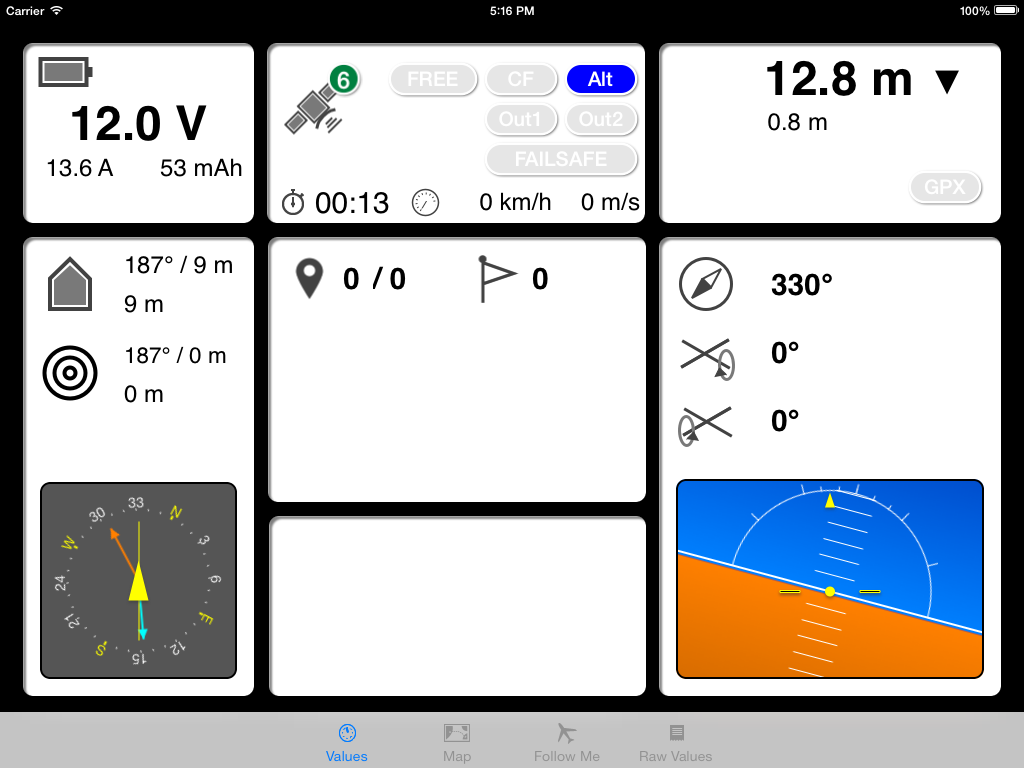 Carrier 5:16 PM 100%
12.0 V
13.6 A 53 mAh
6
FREE CF Alt
Out1 Out2
FAILSAFE
00:13 0 km/h 0 m/s
12.8 m ▼
0.8 m
GPX
187° / 9 m
9 m
187° / 0 m
0 m
33 N 3 6 E 12 15 S 21 24 W 30
0 / 0 0
330°
0°
0°
Values Map Follow Me Raw Values